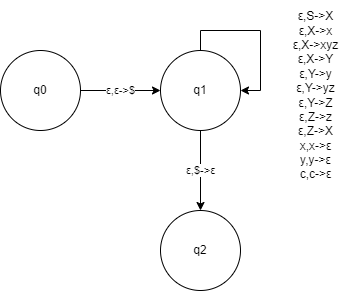 ε,S->X
ε,X->x
ε,X->xyz
ε,X->Y
ε,Y->y
ε,Y->yz
ε,Y->Z
ε,Z->z
ε,Z->X
x,x->ε
y,y->ε
c,c->ε
q0
ε,ε->S
q1
ε,S->ε
q2